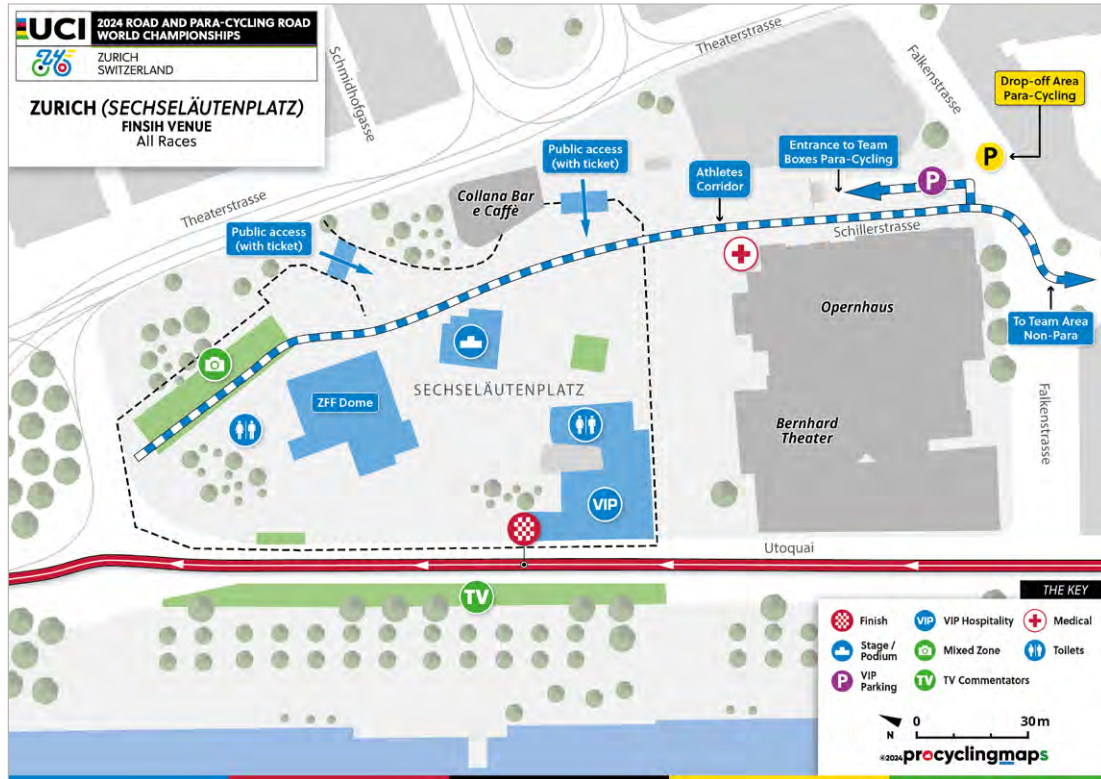 UCI
2024 ROAD AND PARA-CYCLING ROAD
WORLD CHAMPIONSHIPS
ZURICH
SWITZERLAND
ZURICH (SECHSELÄUTENPLATZ)
FINSIH VENUE
All Races
Schmidhofgasse
Theaterstrasse
Theaterstrasse
Falkenstrasse
Drop-off Area
Para-Cycling
P
Public access
(with ticket)
Entrance to Team
Boxes Para-Cycling
P
Athletes
Corridor
Collana Bar
e Caffè
Public access
(with ticket)
Schillerstrasse
Opernhaus
To Team Area
Non-Para
ZFF Dome
SECHSELÄUTENPLATZ
Bernhard
Theater
Falkenstrasse
VIP
Utoquai
TV
THE KEY
Finish
VIP VIP Hospitality
Medical
Stage /
Podium
Mixed Zone
Toilets
P VIP
Parking
TV TV Commentators
N
0 30 m
©2024 procyclingmaps